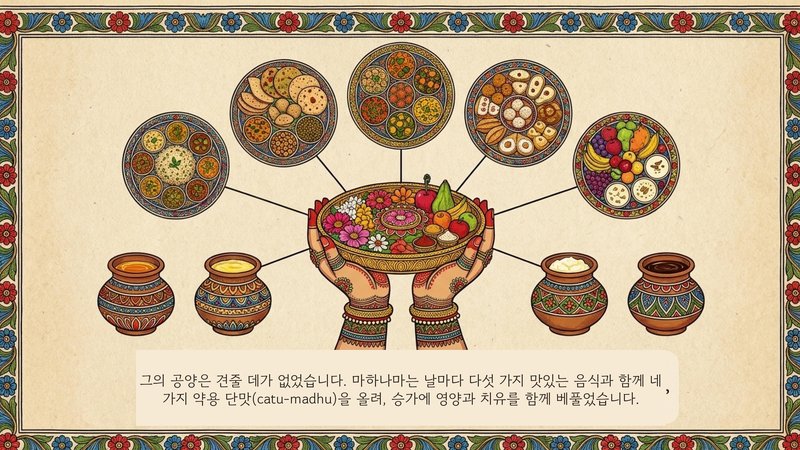 그의 공양은 견줄 데가 없었습니다. 마하나마는 날마다 다섯 가지 맛있는 음식과 함께 네
가지 약용 단맛(catu-madhu)을 올려, 승가에 영양과 치유를 함께 베풀었습니다. ,